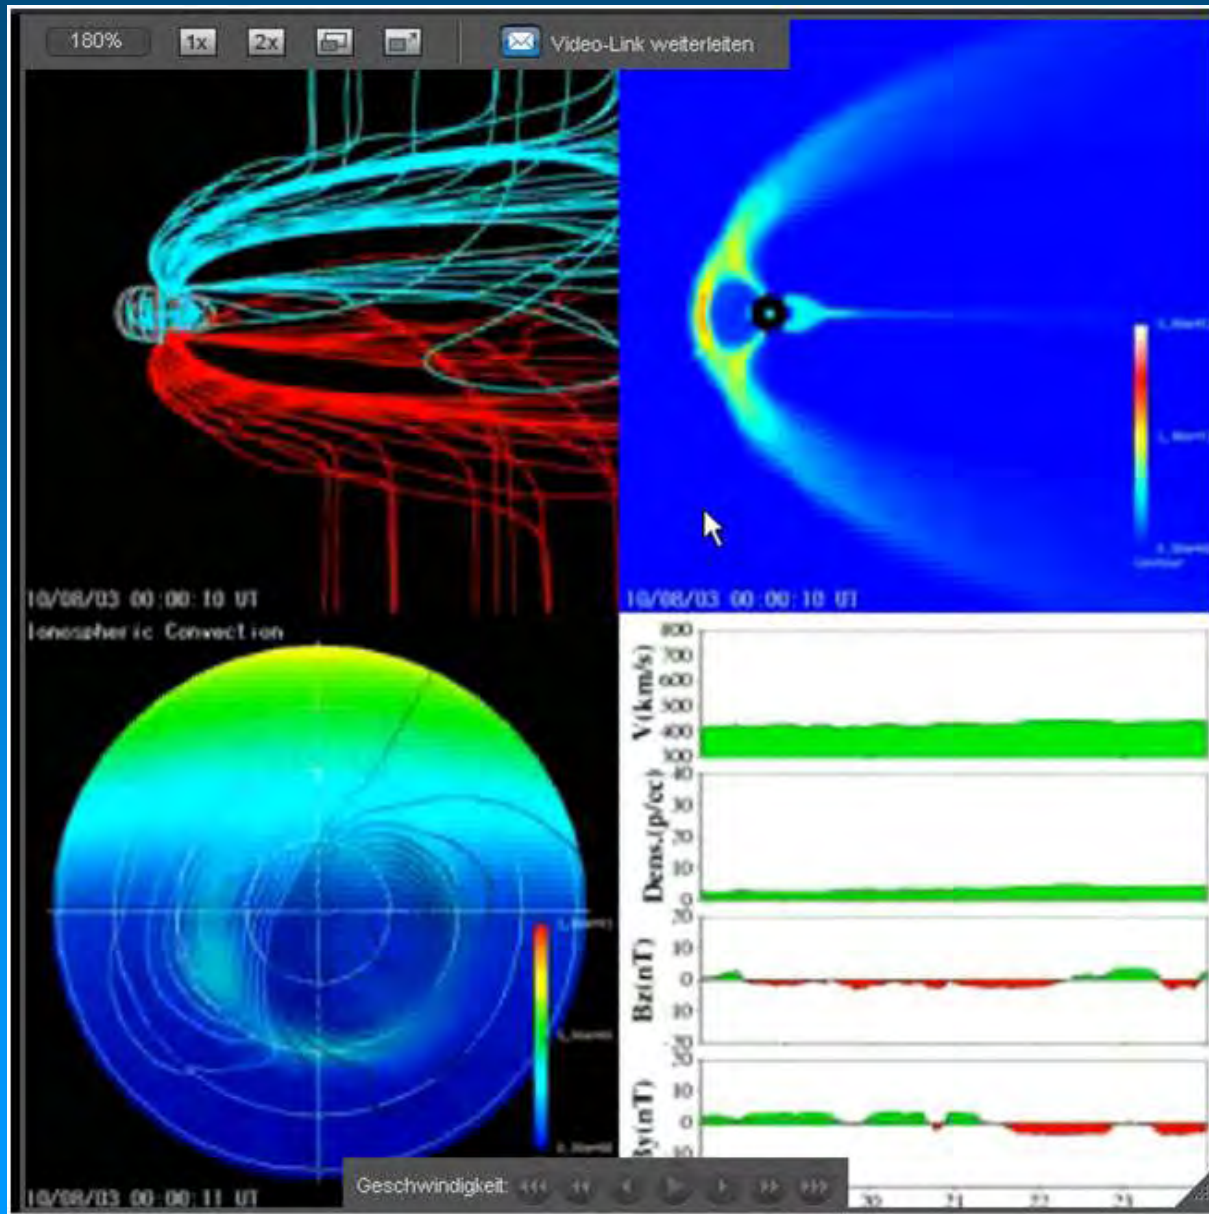 180% 1x 2x Video-Link weiterleiten
10/08/03 00:00:10 UT
10/08/03 00:00:10 UT
Ionospheric Convection
V(km/s)
800
700
600
500
400
300
Dens.(p/cc)
40
30
20
10
0
Bz(nT)
20
10
0
10
20
By(nT)
20
10
0
10
10/08/03 00:00:11 UT
Geschwindigkeit:
20 21 22 23